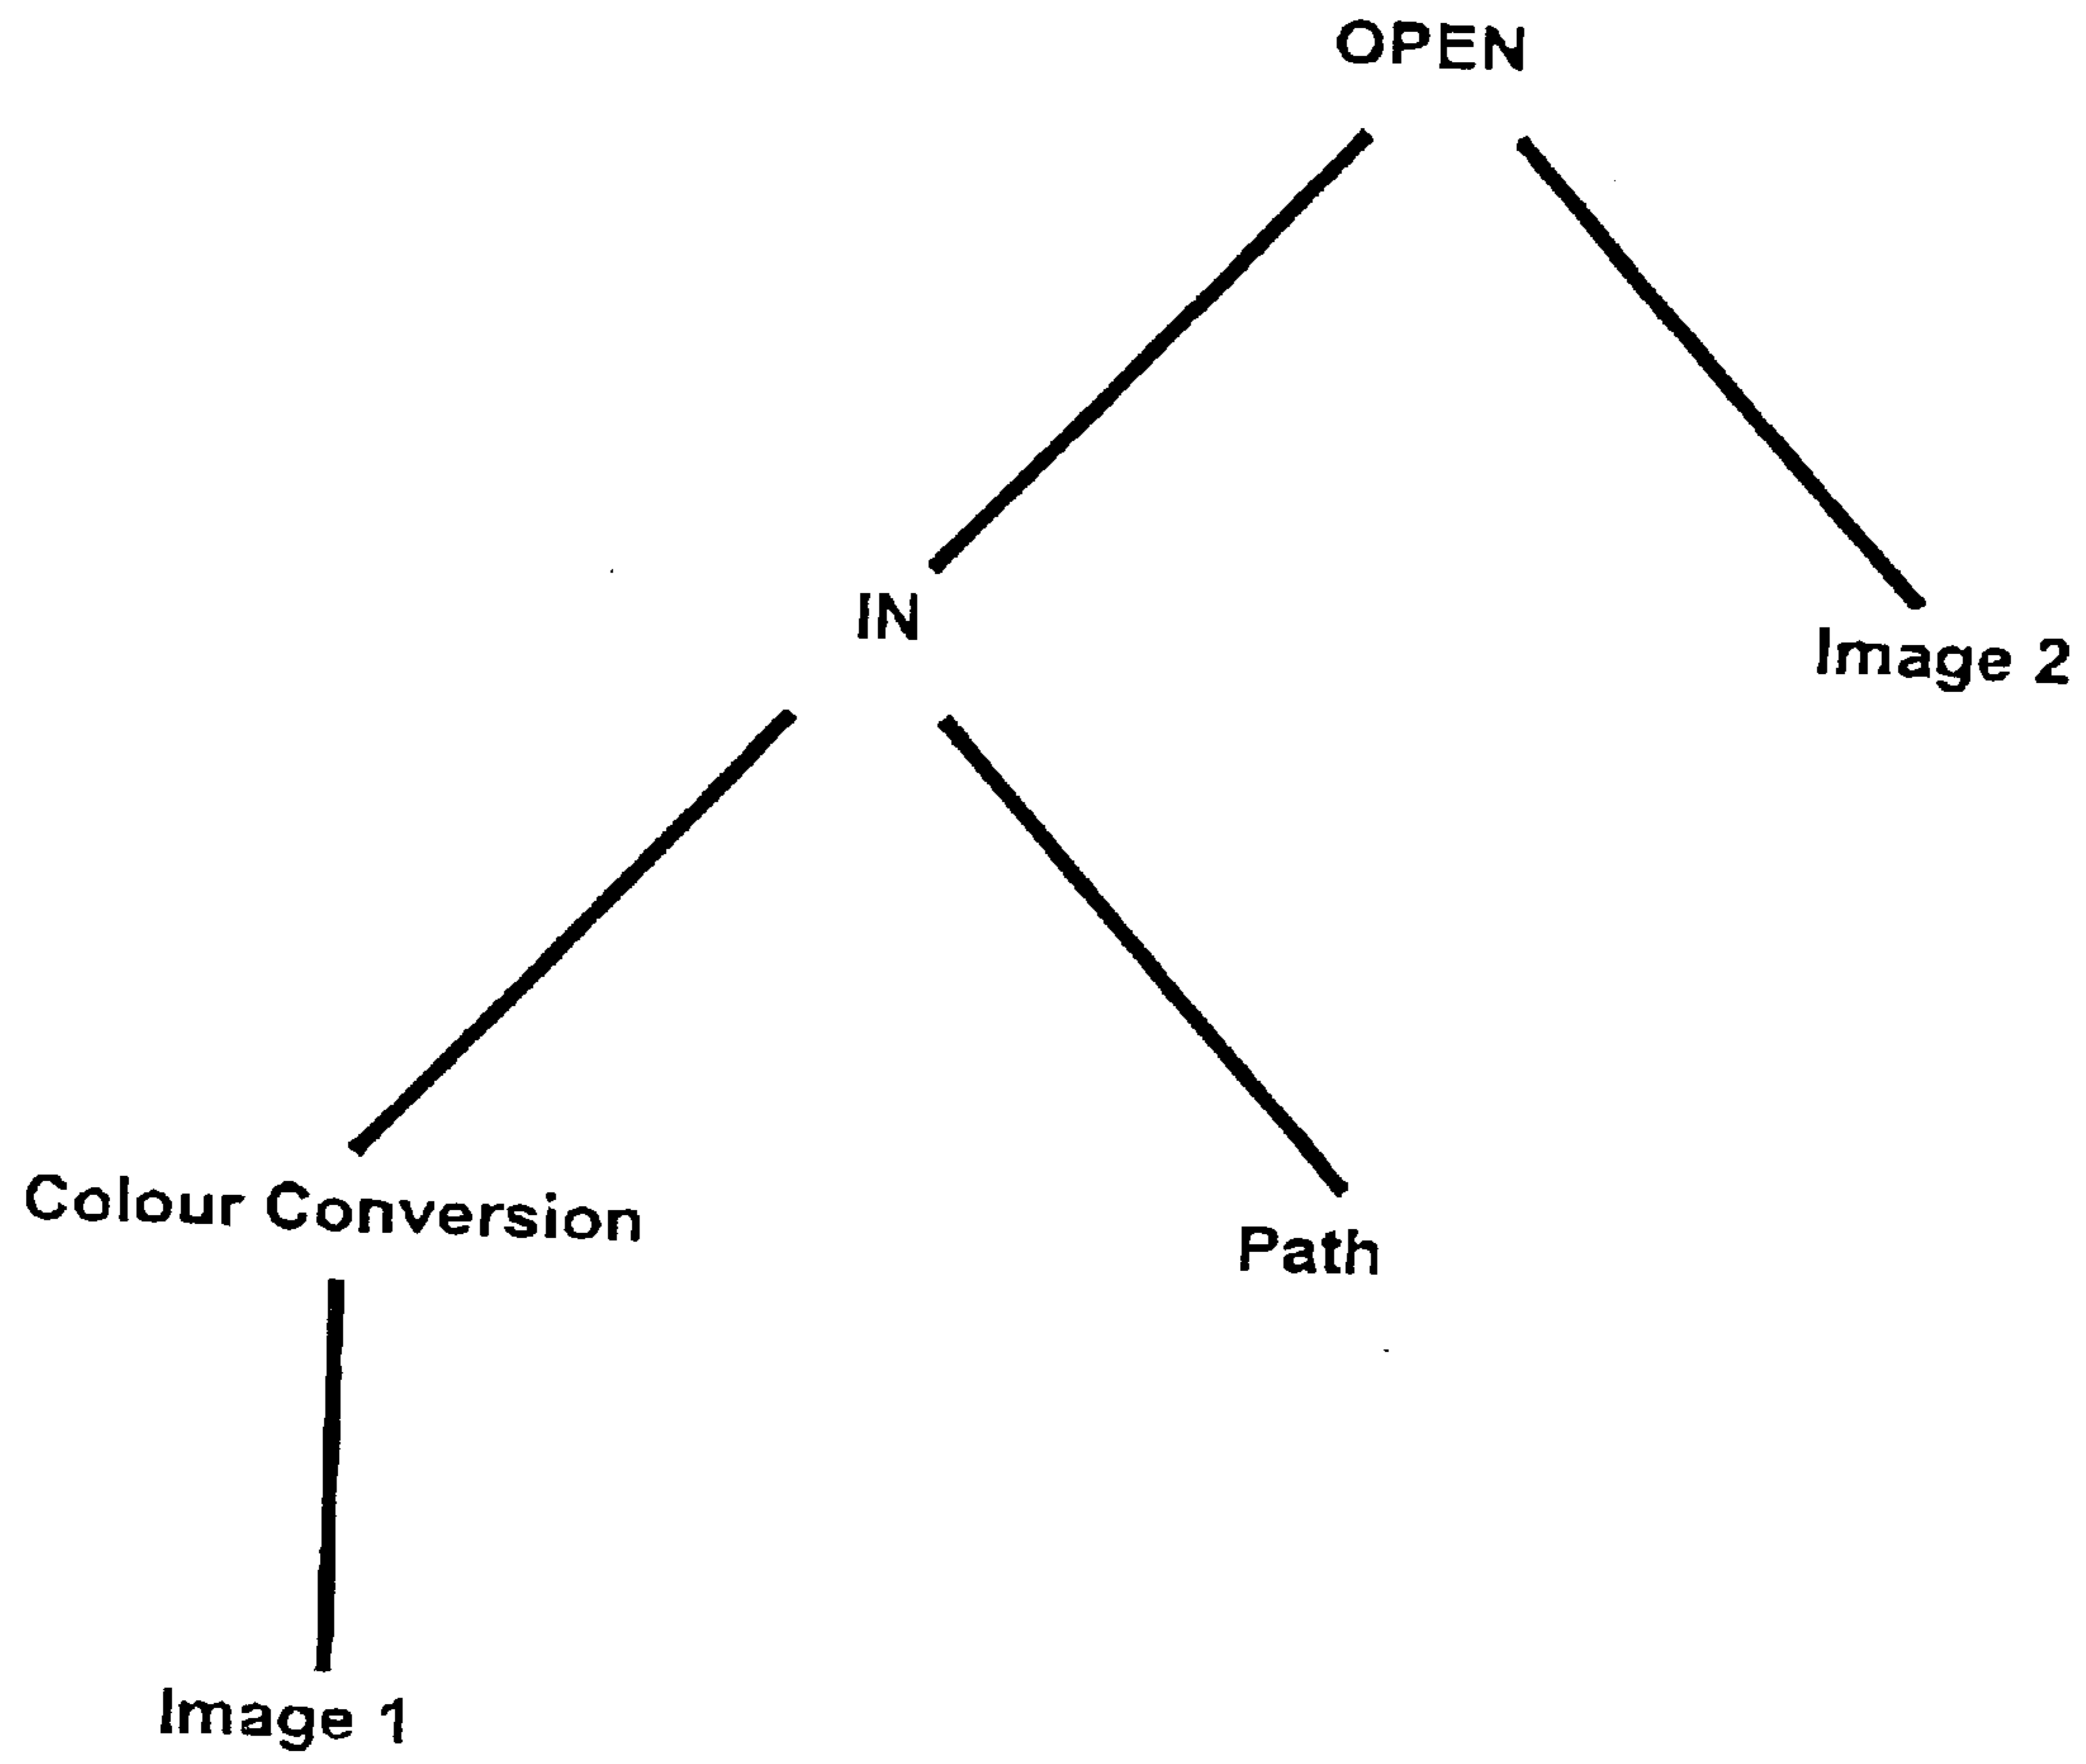 OPEN
IN
Image 2
Colour Conversion
Path
Image 1